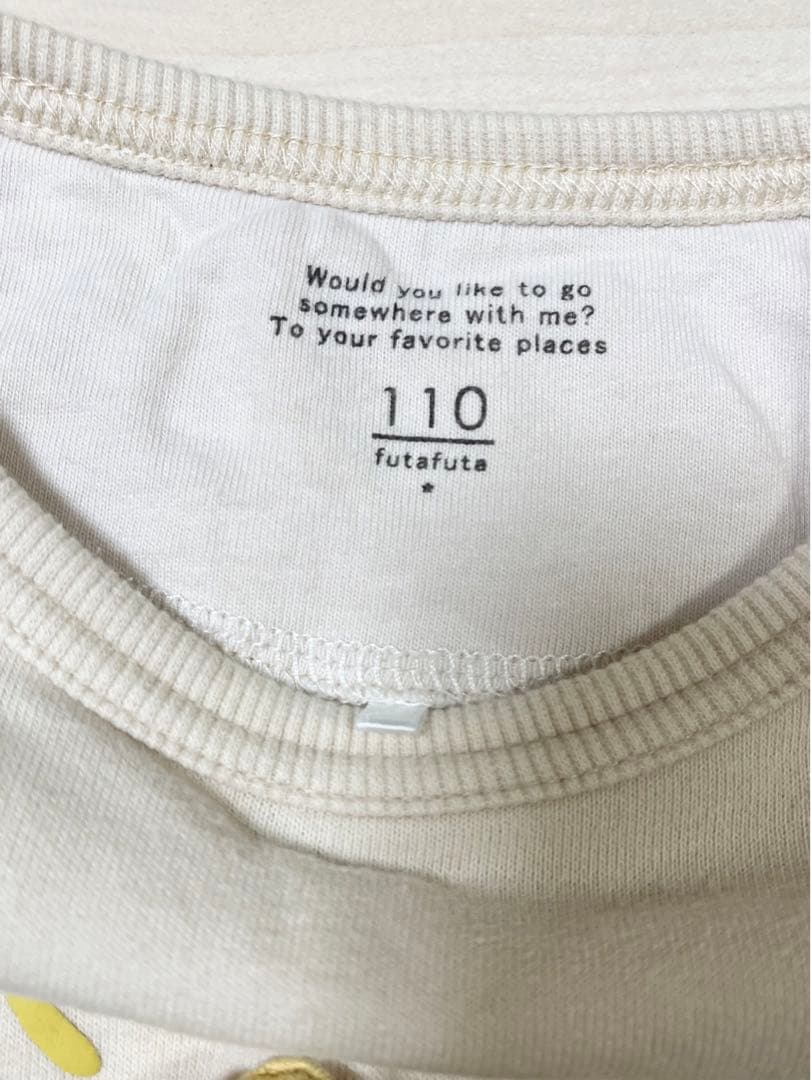 Would you like to go
somewhere with me?
To your favorite places
110
futafuta